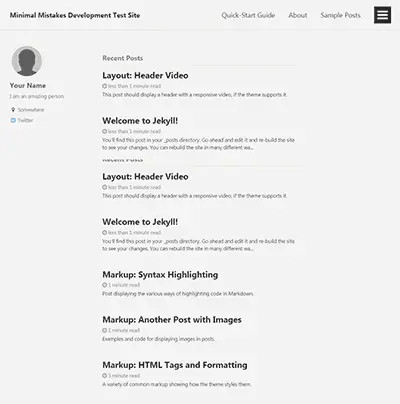 Minimal Mistakes Development Test Site
Quick-Start Guide About Sample Posts
Your Name
I am an amazing person.
Somewhere
Twitter
Recent Posts
Layout: Header Video
less than 1 minute read
This post should display a header with a responsive video, if the theme supports it.
Welcome to Jekyll!
less than 1 minute read
You'll find this post in your _posts directory. Go ahead and edit it and re-build the site
to see your changes. You can rebuild the site in many different wa...
Recent Posts
Layout: Header Video
less than 1 minute read
This post should display a header with a responsive video, if the theme supports it.
Welcome to Jekyll!
less than 1 minute read
You'll find this post in your _posts directory. Go ahead and edit it and re-build the site
to see your changes. You can rebuild the site in many different wa...
Markup: Syntax Highlighting
3 minute read
Post displaying the various ways of highlighting code in Markdown.
Markup: Another Post with Images
1 minute read
Examples and code for displaying images in posts.
Markup: HTML Tags and Formatting
3 minute read
A variety of common markup showing how the theme styles them.